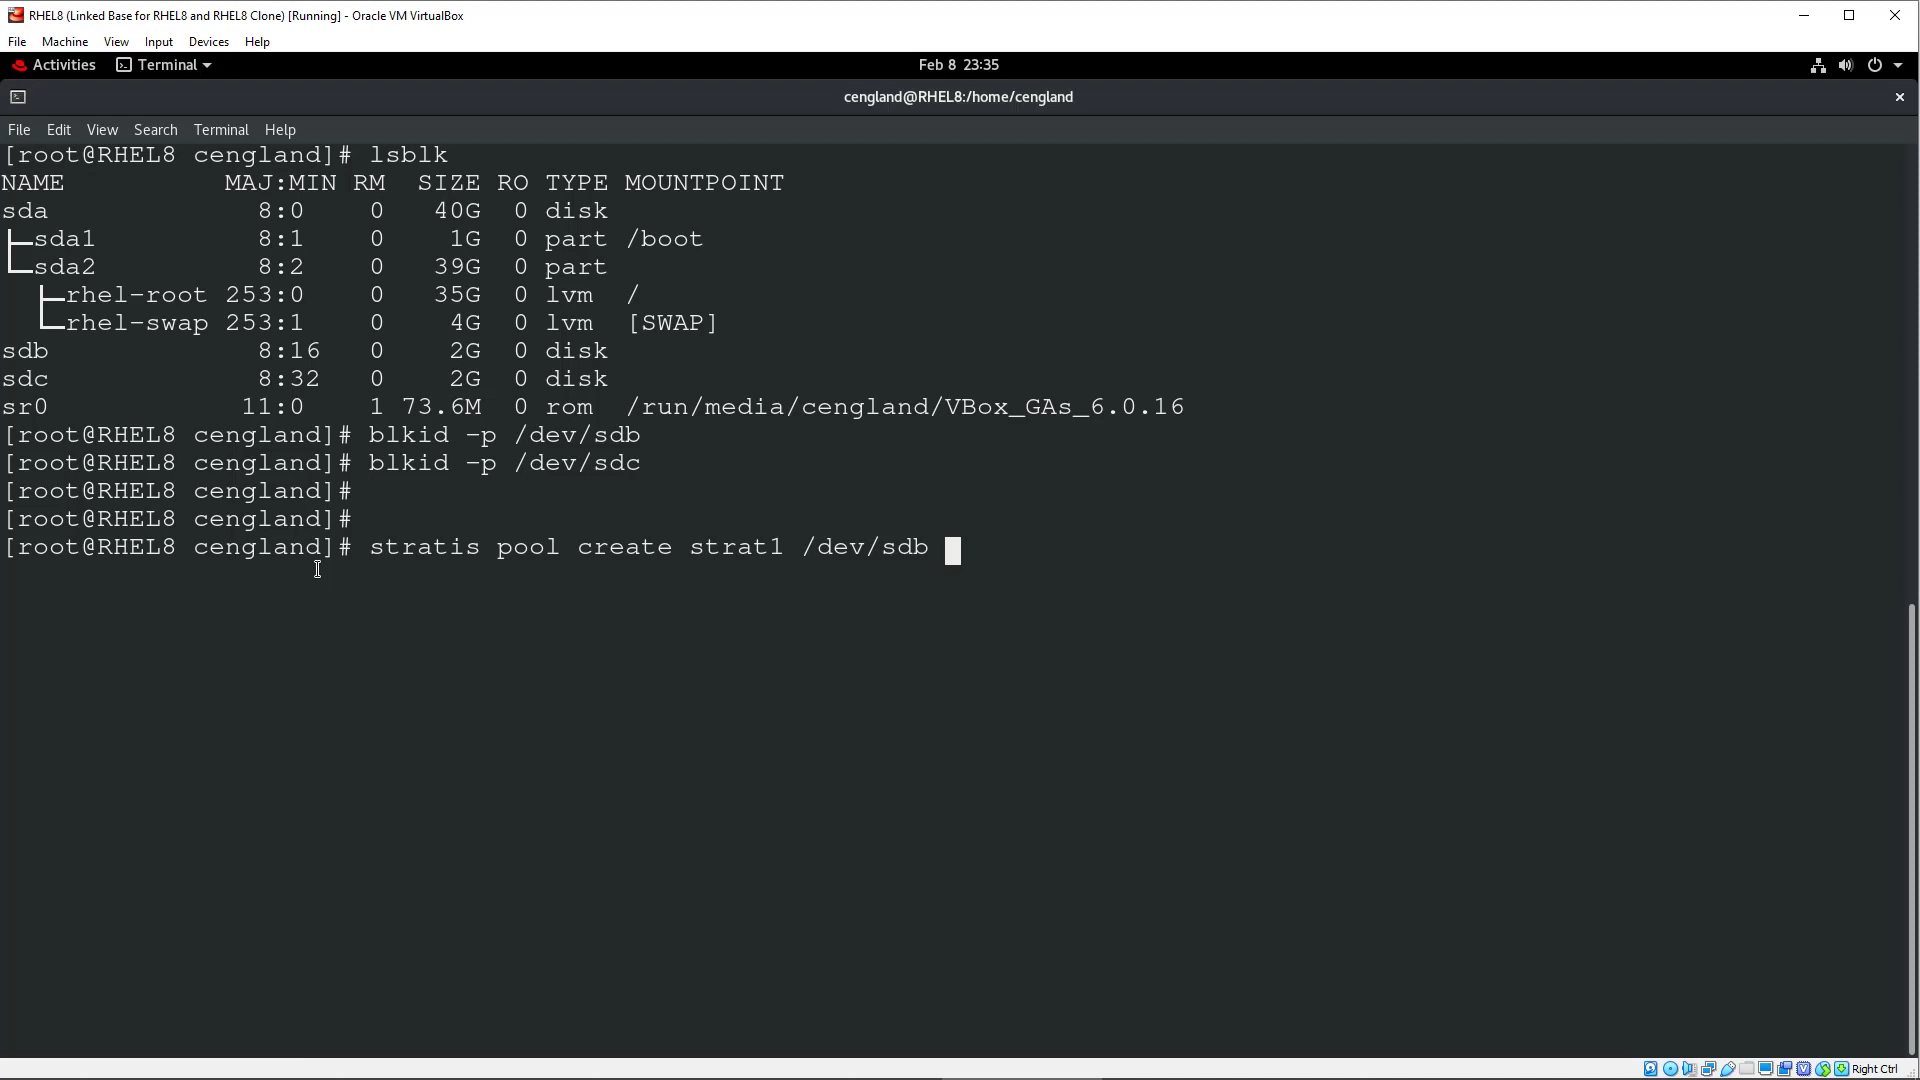 RHEL8 (Linked Base for RHEL8 and RHEL8 Clone) [Running] - Oracle VM VirtualBox
File Machine View Input Devices Help
Activities Terminal Feb 8 23:35
cengland@RHEL8:/home/cengland
File Edit View Search Terminal Help
[root@RHEL8 cengland]# lsblk
NAME MAJ:MIN RM SIZE RO TYPE MOUNTPOINT
sda 8:0 0 40G 0 disk
├─sda1 8:1 0 1G 0 part /boot
└─sda2 8:2 0 39G 0 part
├─rhel-root 253:0 0 35G 0 lvm /
└─rhel-swap 253:1 0 4G 0 lvm [SWAP]
sdb 8:16 0 2G 0 disk
sdc 8:32 0 2G 0 disk
sr0 11:0 1 73.6M 0 rom /run/media/cengland/VBox_GAs_6.0.16
[root@RHEL8 cengland]# blkid -p /dev/sdb
[root@RHEL8 cengland]# blkid -p /dev/sdc
[root@RHEL8 cengland]#
[root@RHEL8 cengland]#
[root@RHEL8 cengland]# stratis pool create strat1 /dev/sdb
Right Ctrl